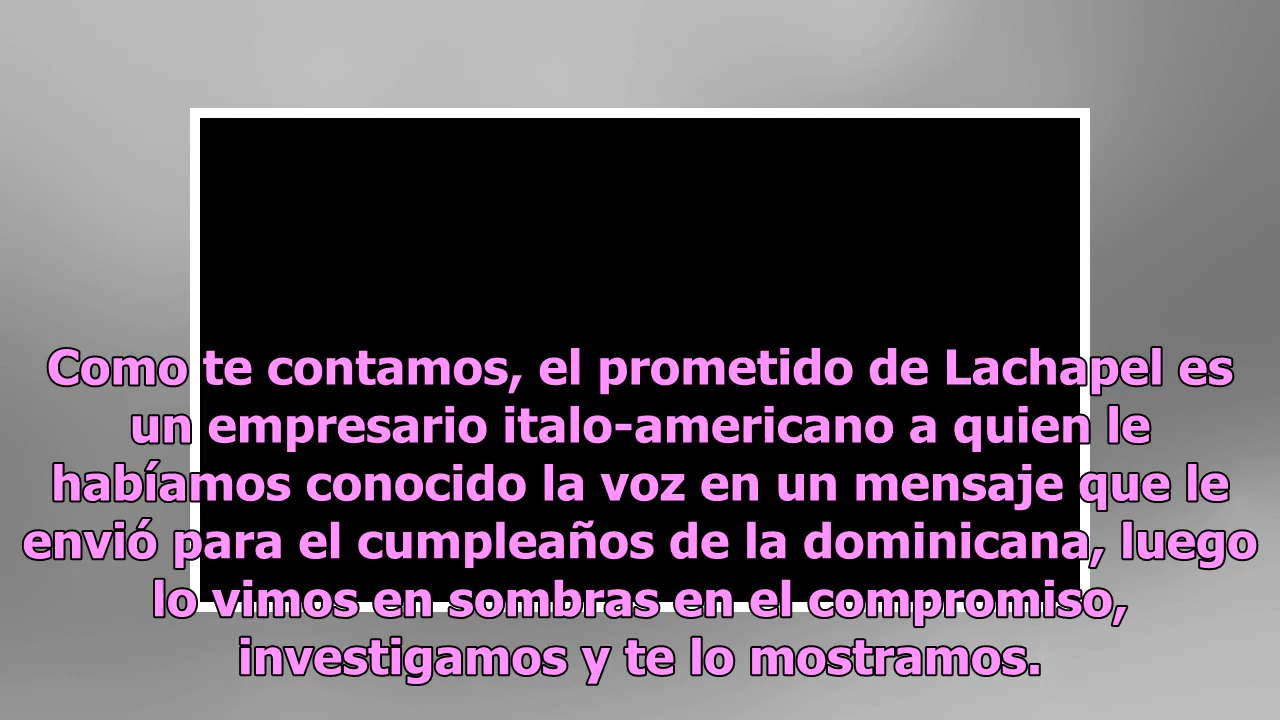 Como te contamos, el prometido de Lachapel es
un empresario italo-americano a quien le
habíamos conocido la voz en un mensaje que le
envió para el cumpleaños de la dominicana, luego
lo vimos en sombras en el compromiso,
investigamos y te lo mostramos.